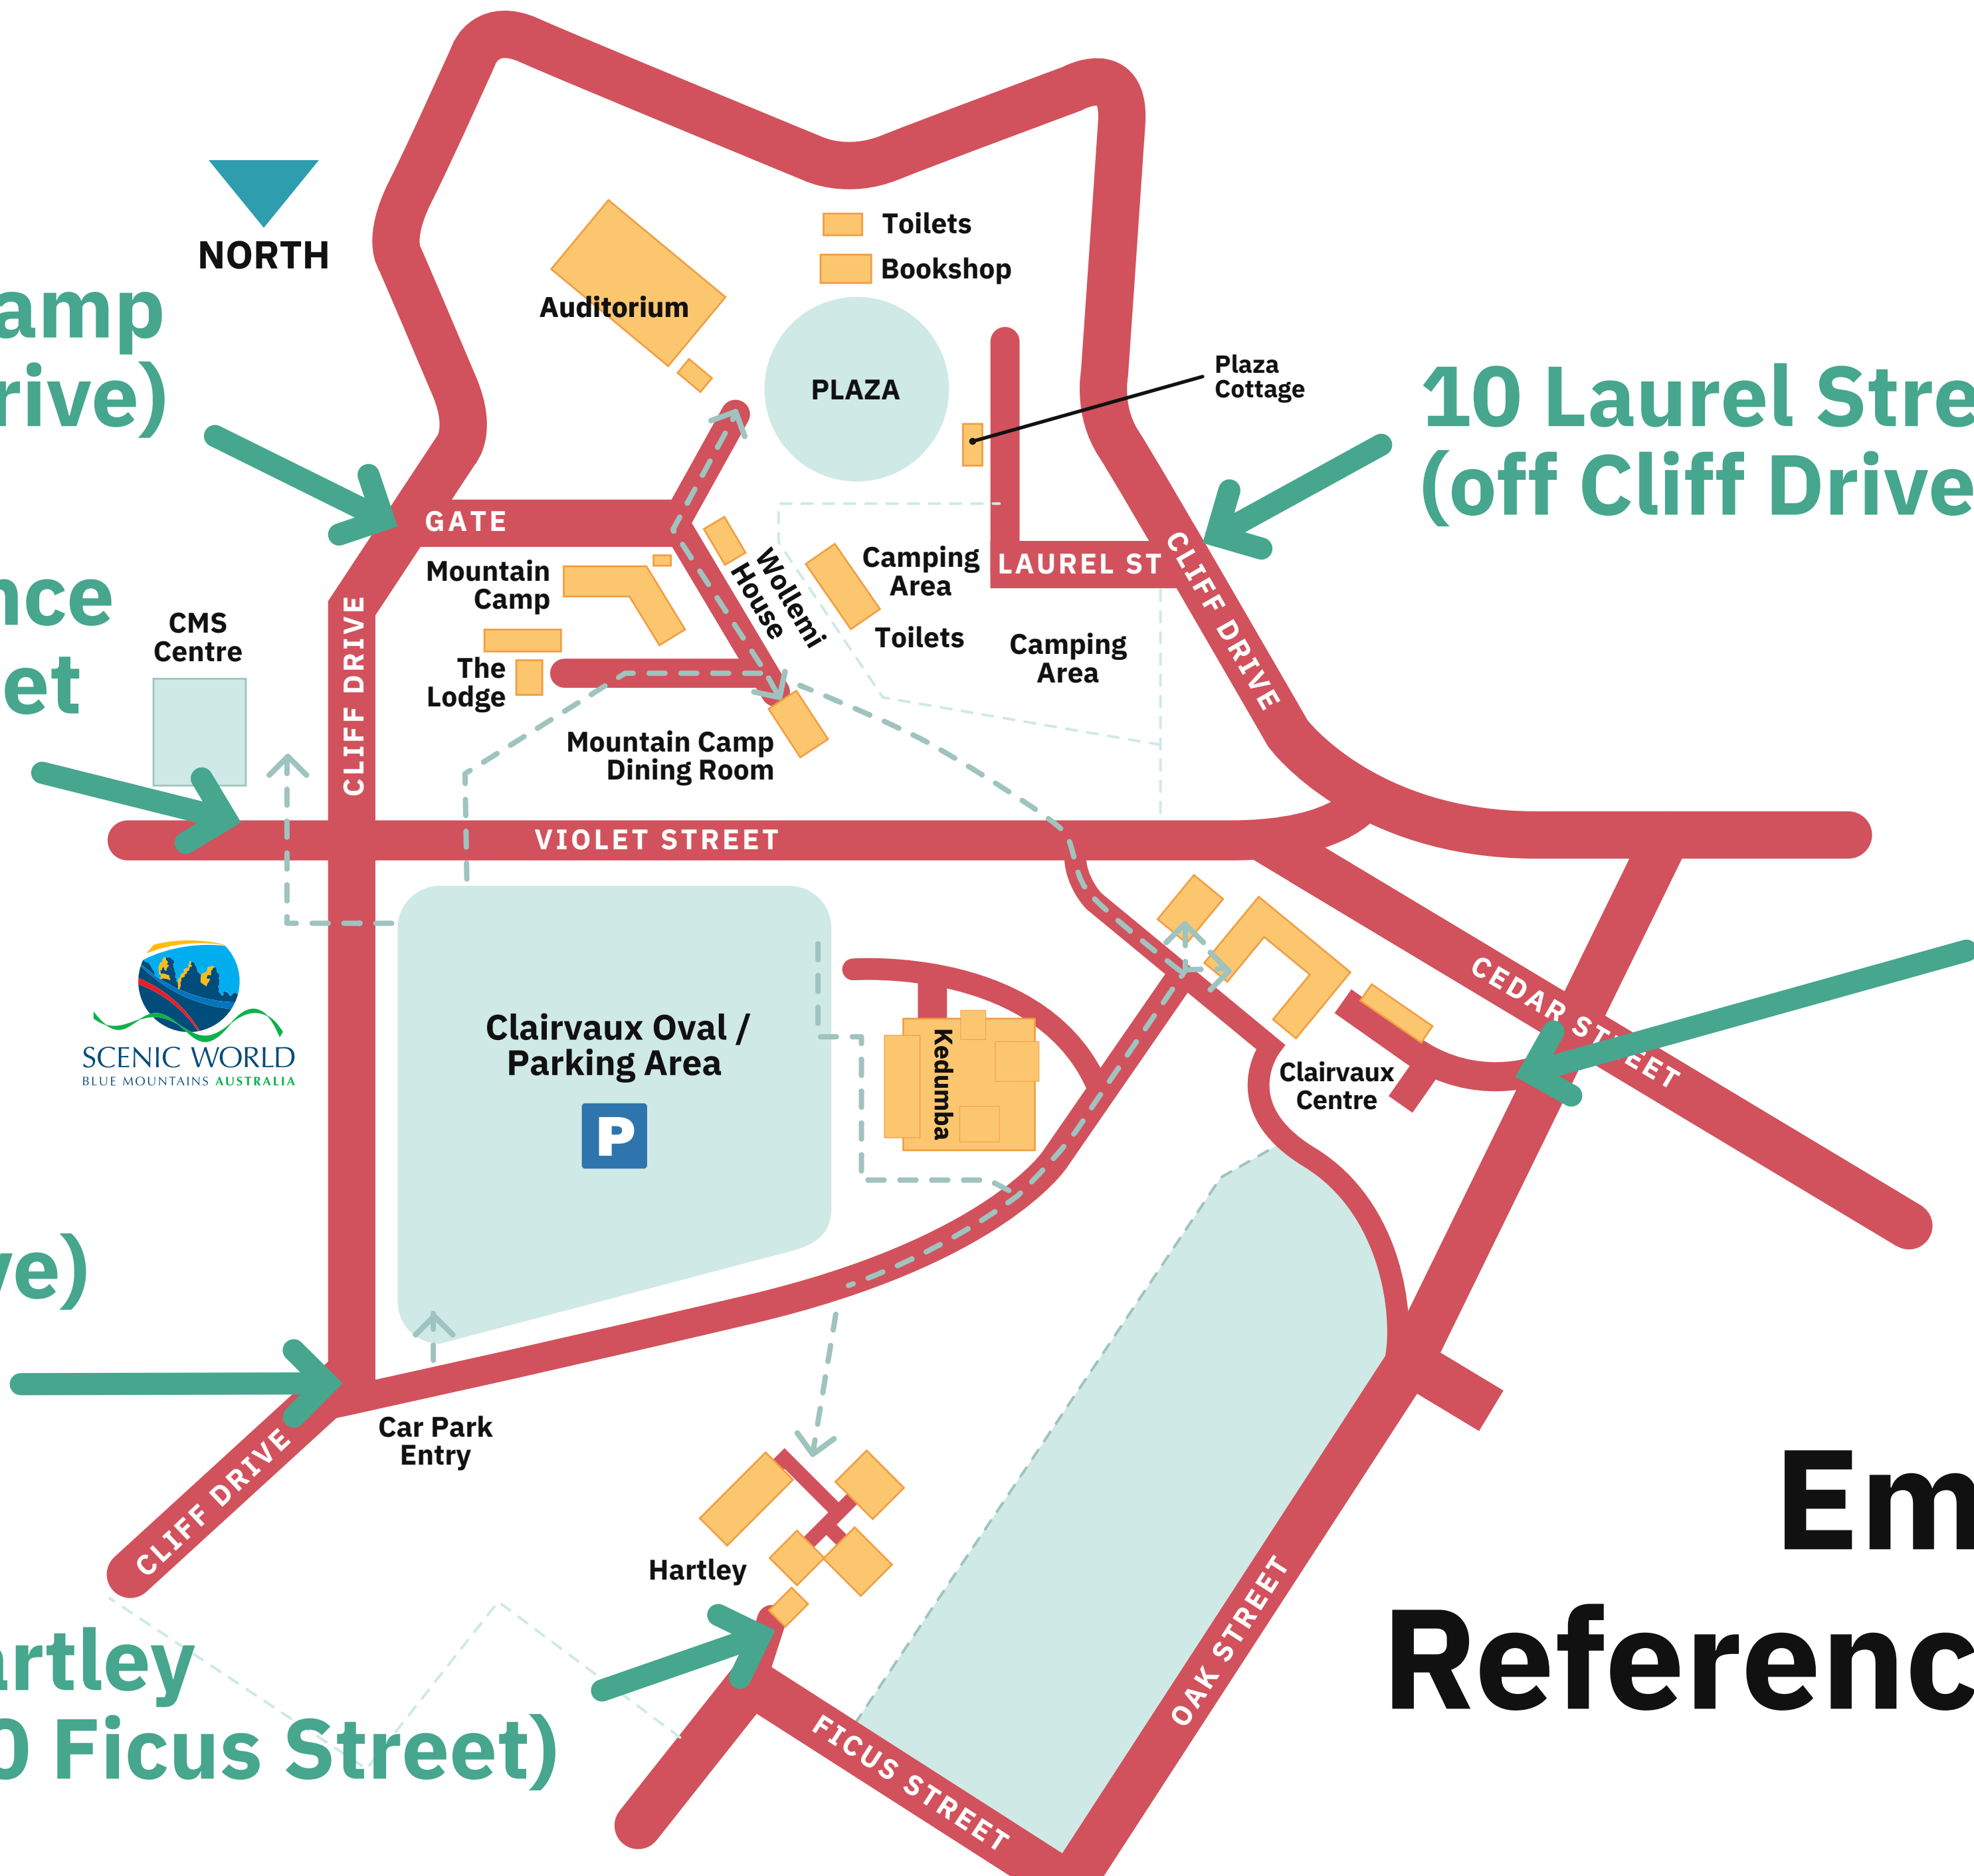 NORTH
amp
rive)
nce
et
CMS
Centre
Toilets
Bookshop
Auditorium
PLAZA
Plaza
Cottage
10 Laurel Stre
(off Cliff Drive
GATE
Mountain
Camp
Wollemi
House
Camping
Area
Toilets
LAUREL ST
Camping
Area
CLIFF DRIVE
CLIFF DRIVE
The
Lodge
Mountain Camp
Dining Room
VIOLET STREET
SCENIC WORLD
BLUE MOUNTAINS AUSTRALIA
Clairvaux Oval /
Parking Area
P
Kedumba
Clairvaux
Centre
CEDAR STREET
ve)
Car Park
Entry
CLIFF DRIVE
Hartley
artley
0 Ficus Street)
FICUS STREET
OAK STREET
Em
Referenc